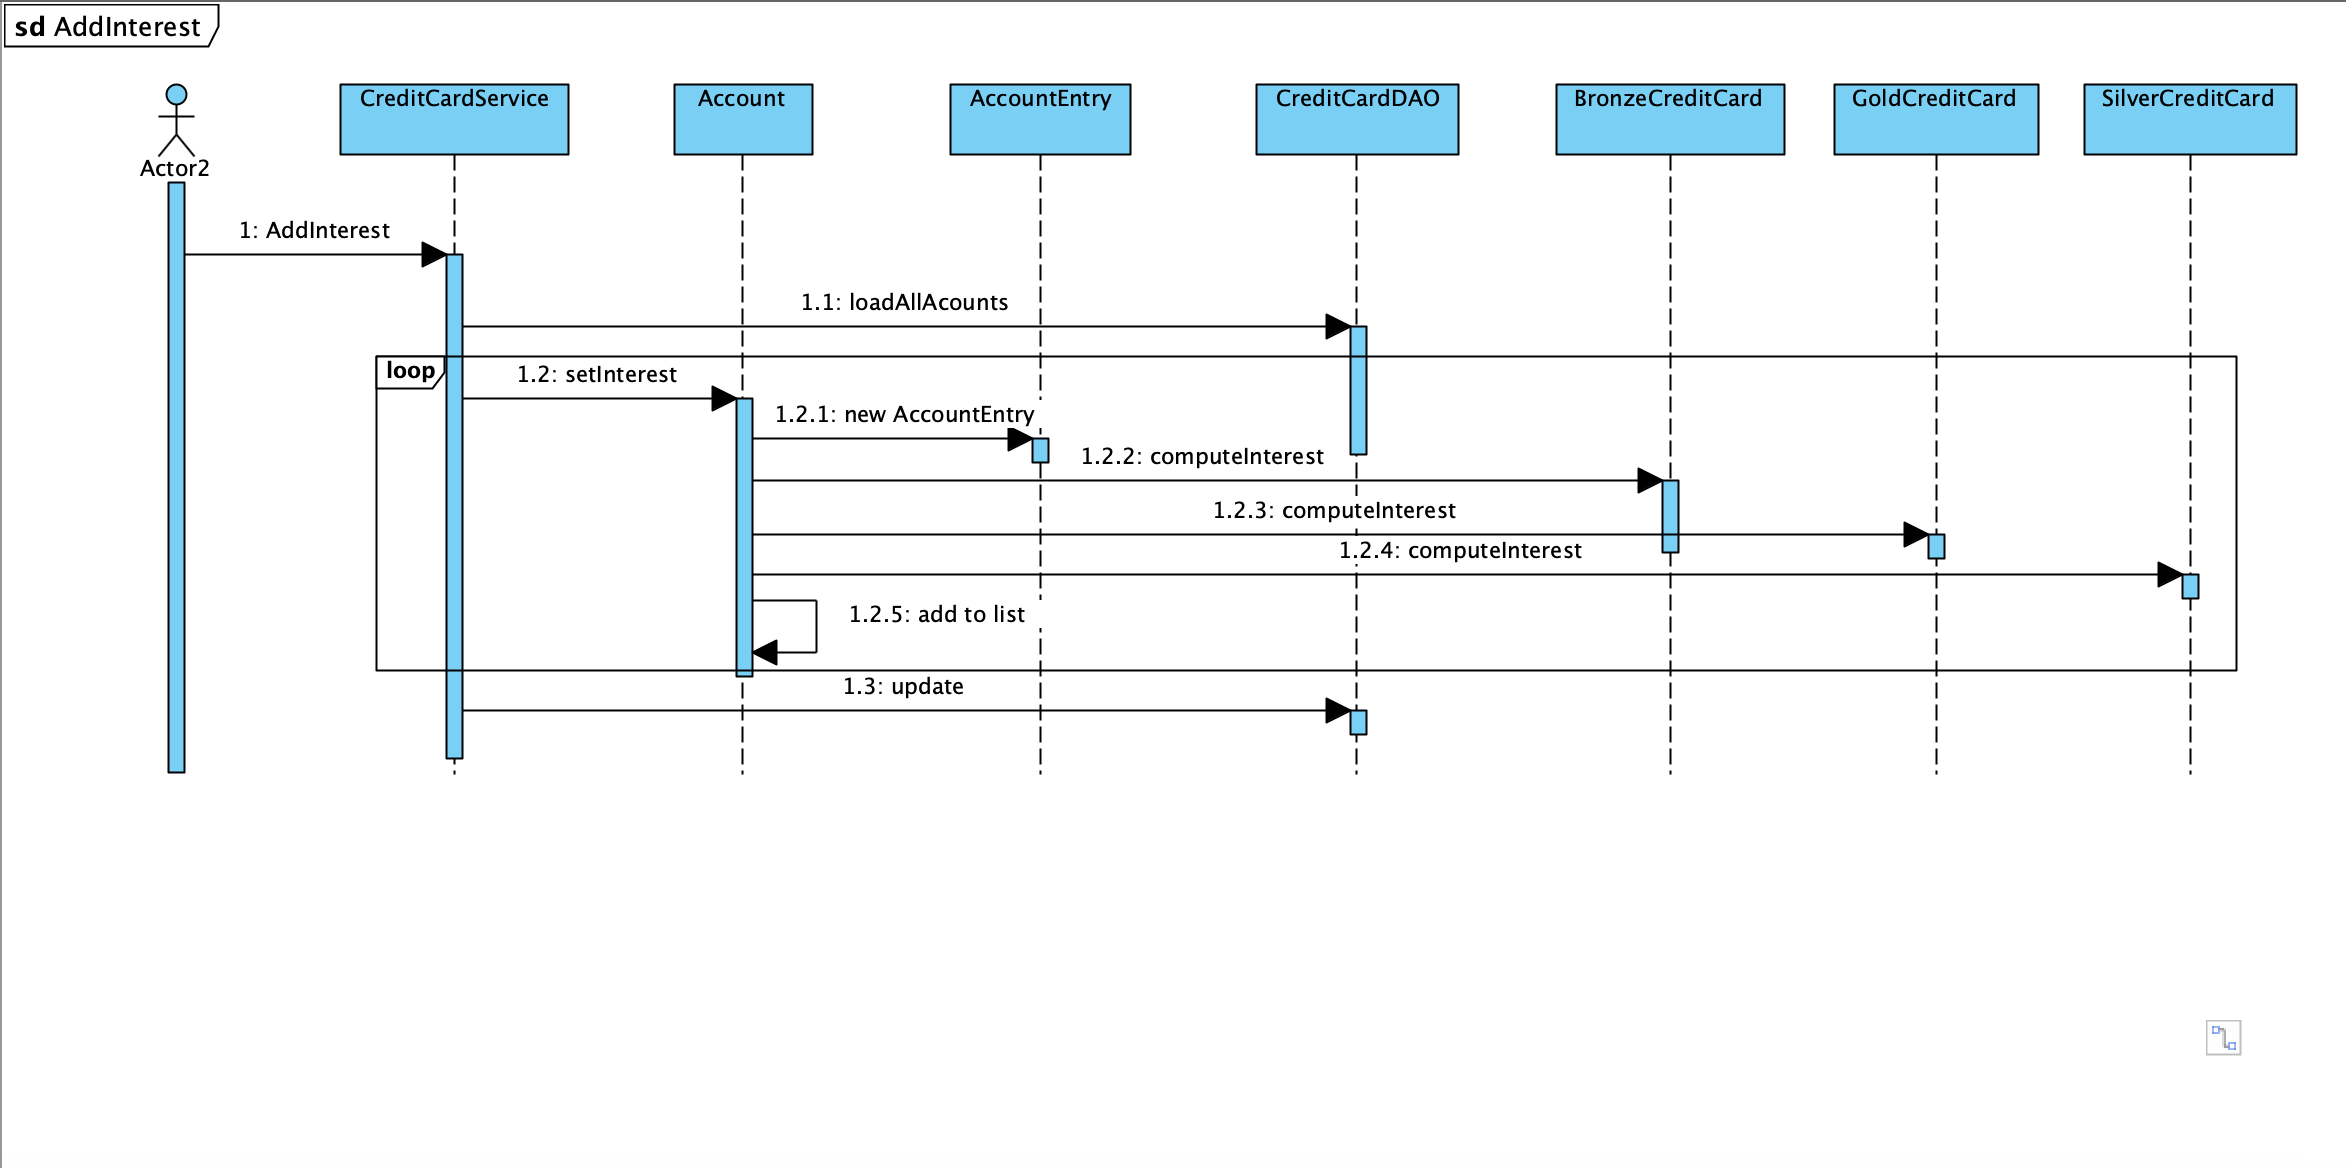 sd AddInterest
CreditCardService
Account
AccountEntry
CreditCardDAO
BronzeCreditCard
GoldCreditCard
SilverCreditCard
Actor2
1: AddInterest
1.1: loadAllAcounts
loop
1.2: setInterest
1.2.1: new AccountEntry
1.2.2: computeInterest
1.2.3: computeInterest
1.2.4: computeInterest
1.2.5: add to list
1.3: update